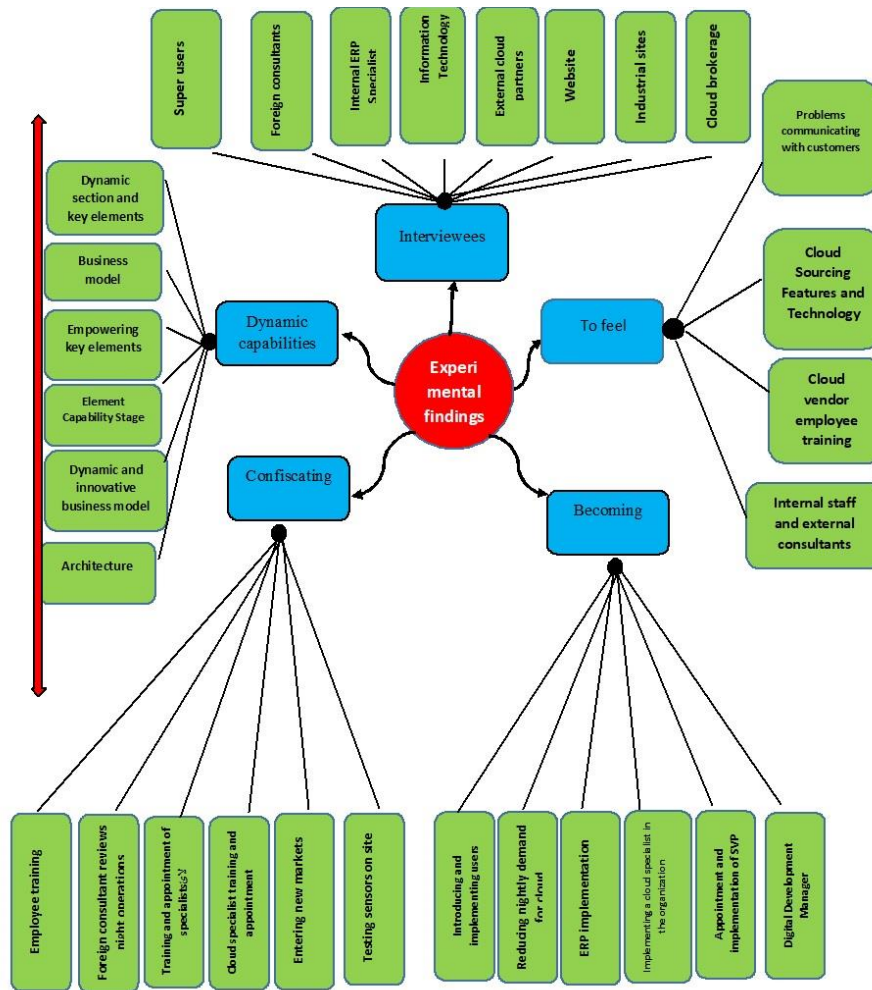 Super users
Foreign consultants
Internal ERP
Specialist
Information
Technology
External cloud
partners
Website
Industrial sites
Cloud brokerage
Problems
communicating
with customers
Dynamic
section and key
elements
Interviewees
Business
model
Cloud
Sourcing
Features and
Technology
Dynamic
capabilities
To feel
Empowering
key elements
Experi
mental
findings
Element
Capability Stage
Cloud
vendor
employee
training
Dynamic and
innovative
business model
Confiscating
Becoming
Internal staff
and external
consultants
Architecture
Employee training
Foreign consultant reviews
night operations
Training and appointment of
specialists
Cloud specialist training and
appointment
Entering new markets
Testing sensors on site
Introducing and
implementing users
Reducing nightly demand
for cloud
ERP implementation
Implementing a cloud specialist in
the organization
Appointment and
implementation of SVP
Digital Development
Manager